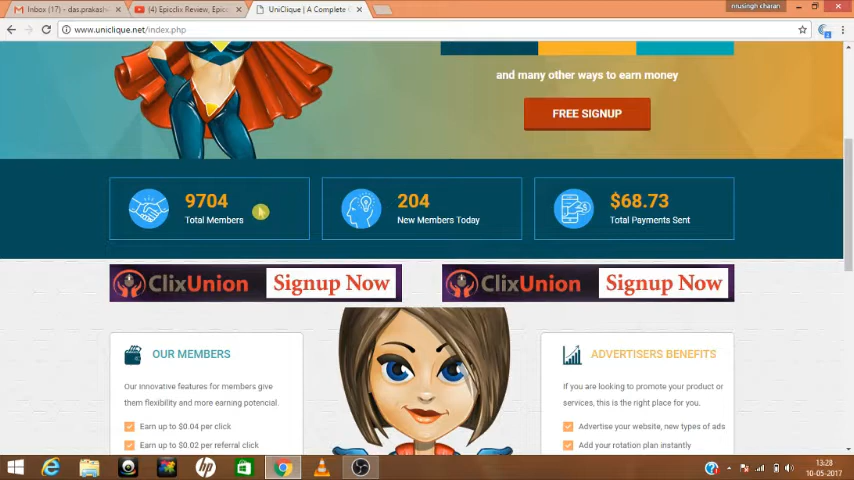 Inbox (17) - das.prakash
(4) Epicclix Review, Epicc
UniClique | A Complete
nrusingh charan
www.uniclique.net/index.php
and many other ways to earn money
FREE SIGNUP
9704
Total Members
204
New Members Today
$68.73
Total Payments Sent
ClixUnion Signup Now
ClixUnion Signup Now
OUR MEMBERS
Our innovative features for members give
them flexibility and more earning potencial.
Earn up to $0.04 per click
Earn up to $0.02 per referral click
ADVERTISERS BENEFITS
If you are looking to promote your product or
services, this is the right place for you.
Advertise your website, new types of ads
Add your rotation plan instantly
hp
13:28
10-05-2017